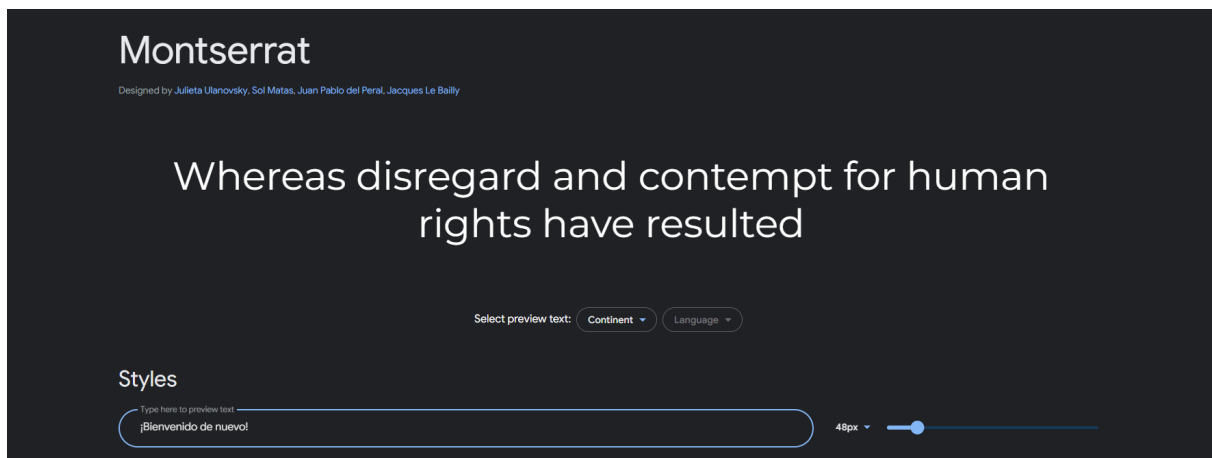 Montserrat
Designed by Julieta Ulanovsky, Sol Matas, Juan Pablo del Peral, Jacques Le Bailly
Whereas disregard and contempt for human
rights have resulted
Select preview text: Continent Language
Styles
Type here to preview text
¡Bienvenido de nuevo! 48px